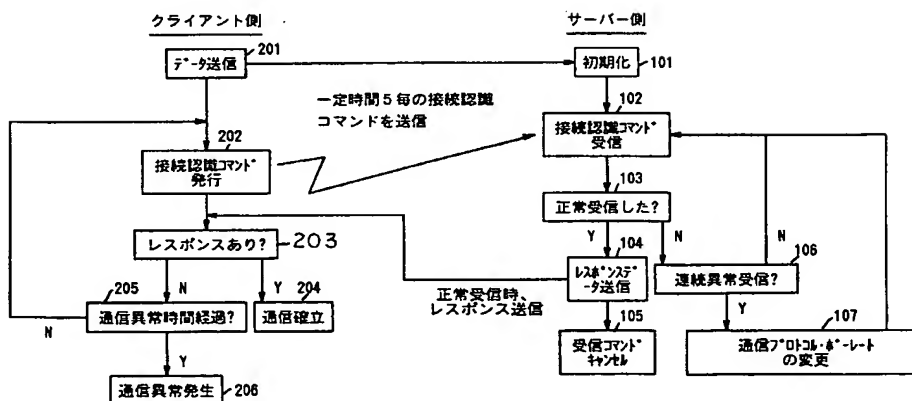 クライアント側
サーバー側
201
データ送信
初期化
101
一定時間5毎の接続認識
コマンドを送信
102
接続認識コマンド
受信
202
接続認識コマンド
発行
103
正常受信した?
レスポンスあり?
203
Y
104
N
N
106
レスポンスデ
ータ送信
連続異常受信?
正常受信時、
レスポンス送信
205
N
Y
204
N
通信異常時間経過?
通信確立
105
受信コマンド
キャンセル
Y
107
通信プロトコル・ボーレート
の変更
Y
通信異常発生
206